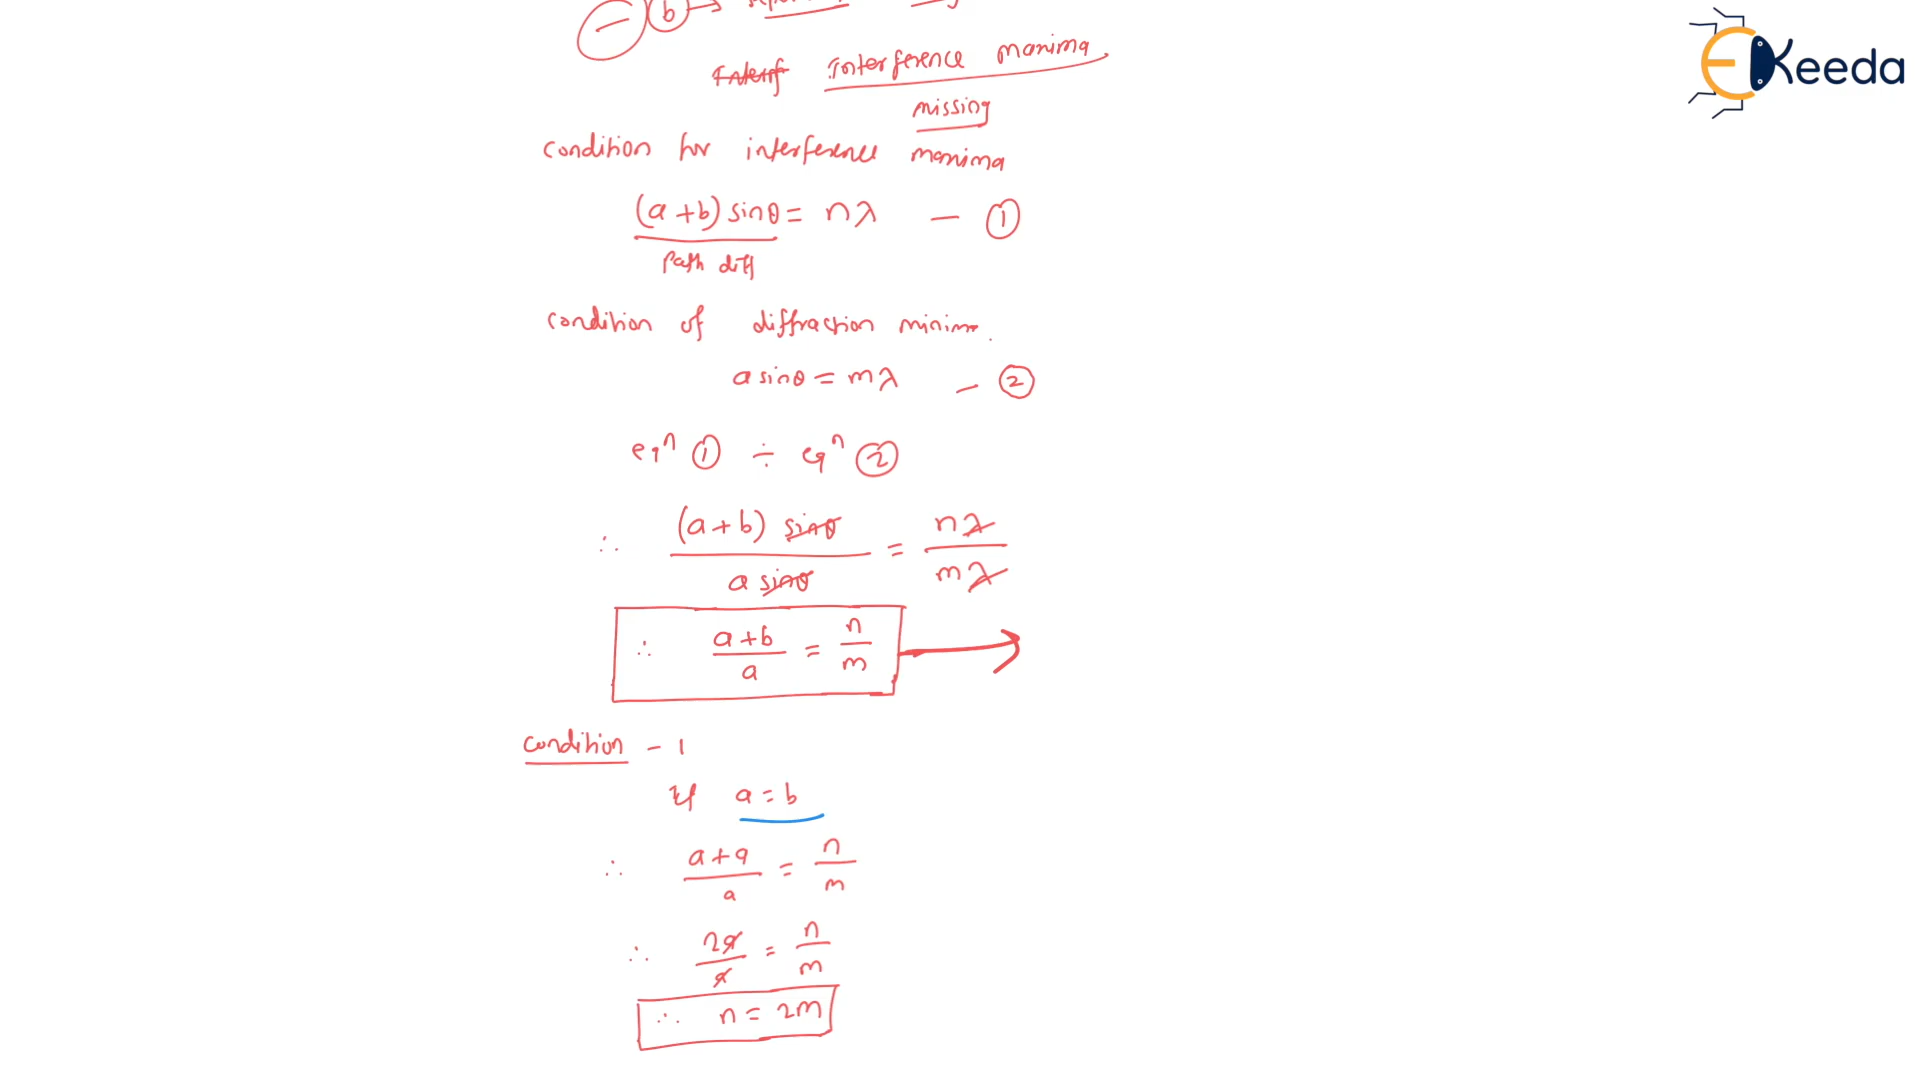 b →
Interf Interference maxima
missing
condition for interference maxima
(a+b) sinθ = nλ — ①
Path diff
condition of diffraction minima.
a sinθ = mλ — ②
eqⁿ ① ÷ eqⁿ ②
∴ (a+b) sinθ / a sinθ = nλ / mλ
∴ a+b / a = n / m
condition - 1
If a = b
∴ a+a / a = n / m
∴ 2a / a = n / m
∴ n = 2m
EKeeda